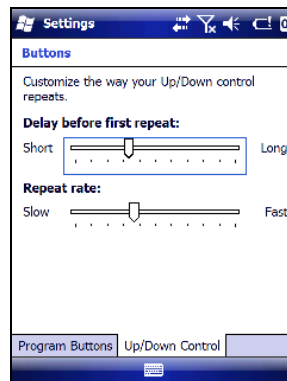 Settings
Buttons
Customize the way your Up/Down control
repeats.
Delay before first repeat:
Short Long
Repeat rate:
Slow Fast
Program Buttons Up/Down Control